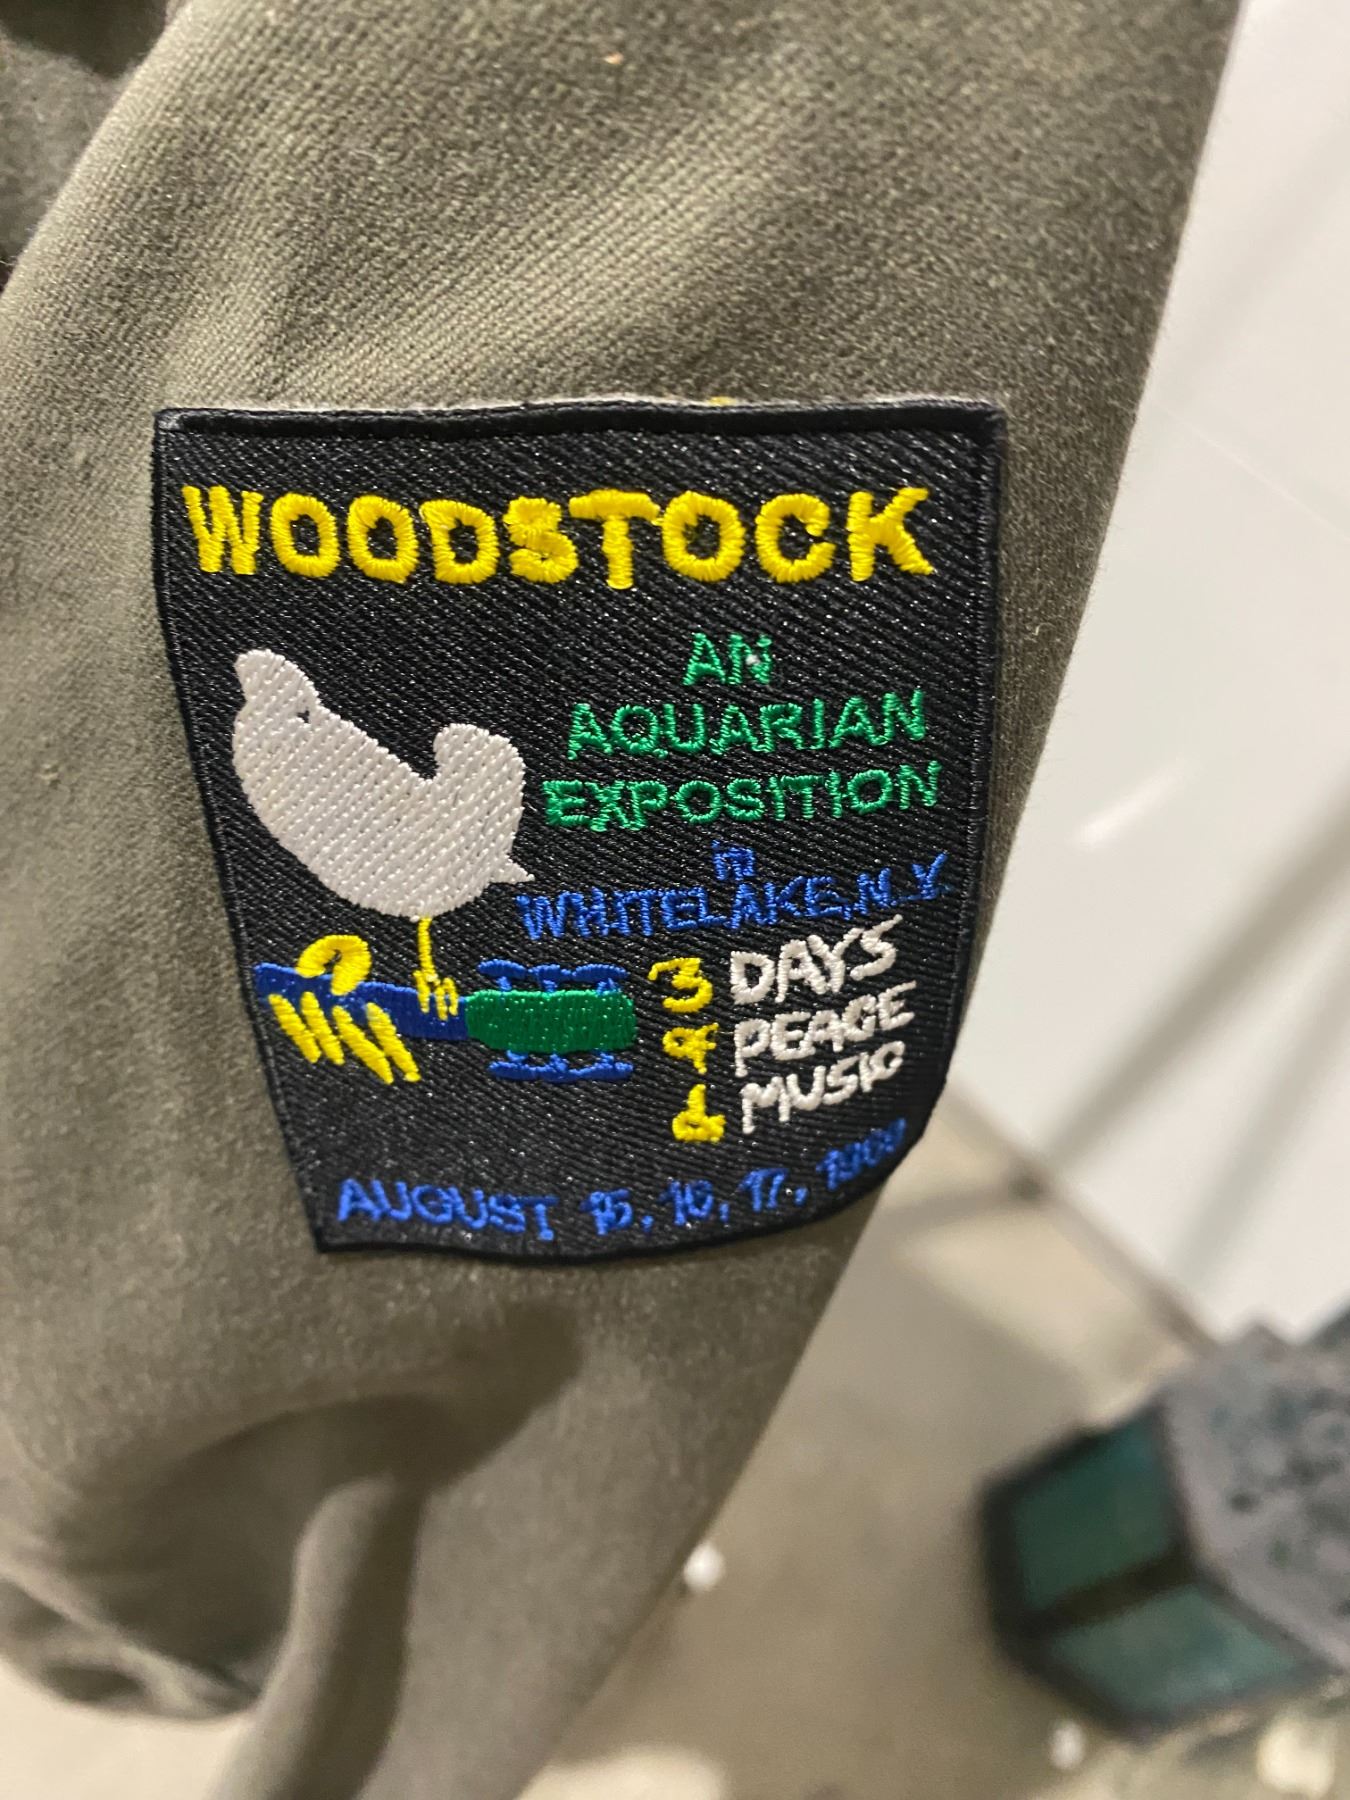 WOODSTOCK
AN
AQUARIAN
EXPOSITION
in
WHITE LAKE, N.Y.
3 DAYS
of PEACE
& MUSIC
AUGUST 15, 16, 17, 1969